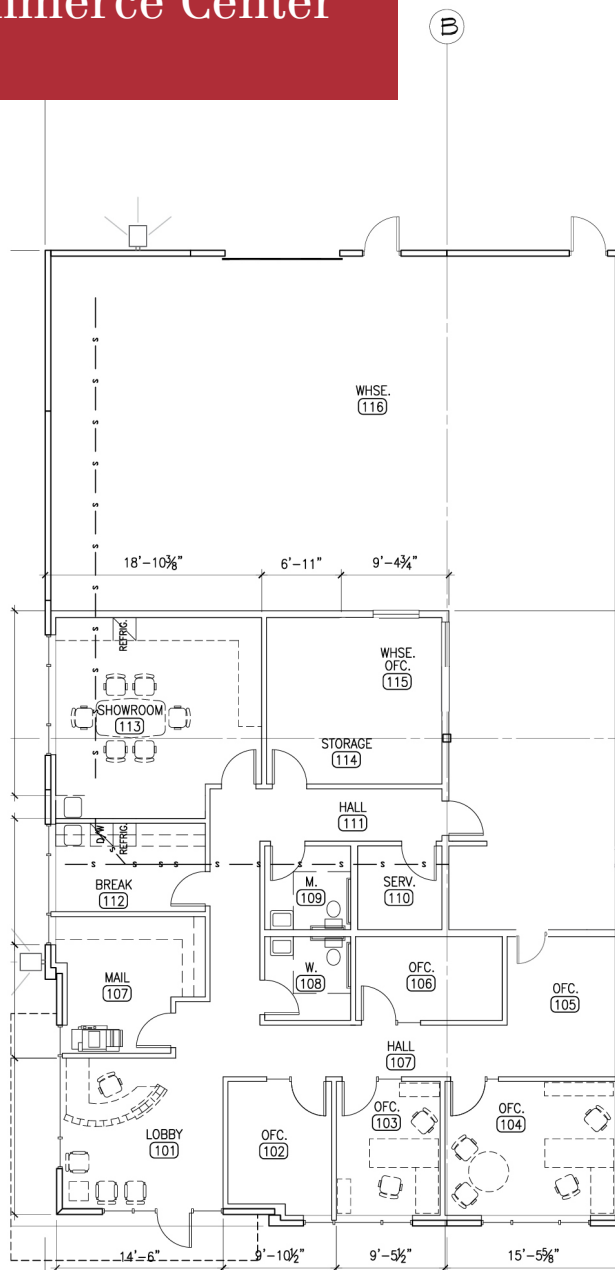 mmerce Center
B
WHSE.
116
18'-10⅜"
6'-11"
9'-4¾"
REFRIG.
WHSE.
OFC.
115
SHOWROOM
113
STORAGE
114
HALL
111
D/W
REFRIG.
S S S S S S S S S S S S S S S S S S
BREAK
112
M.
109
SERV.
110
MAIL
107
W.
108
OFC.
106
OFC.
105
HALL
107
LOBBY
101
OFC.
102
OFC.
103
OFC.
104
14'-6"
9'-10½"
9'-5½"
15'-5⅝"